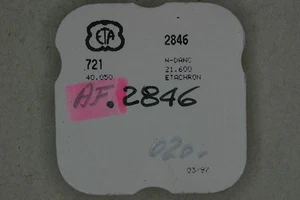 ETA 2846
721 H-DANC
40.050 21.600
ETACHRON
AF. 2846
020.
03/97